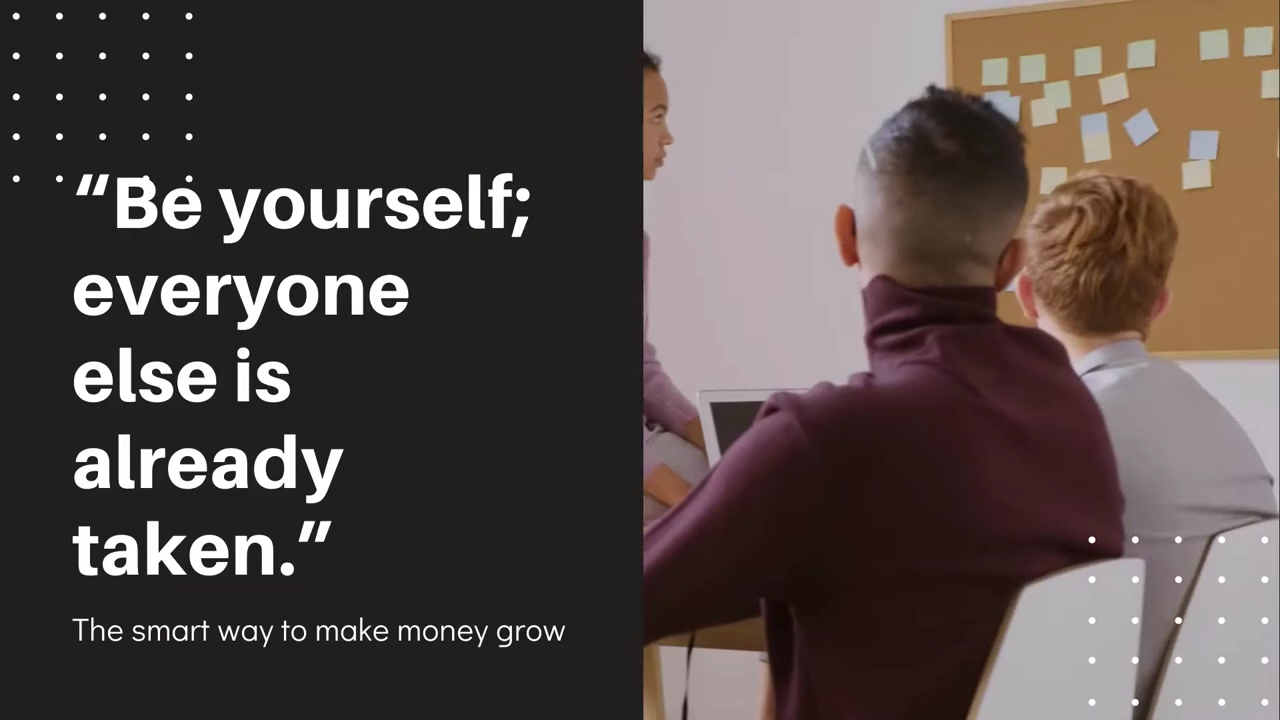 “Be yourself;
everyone
else is
already
taken.”
The smart way to make money grow